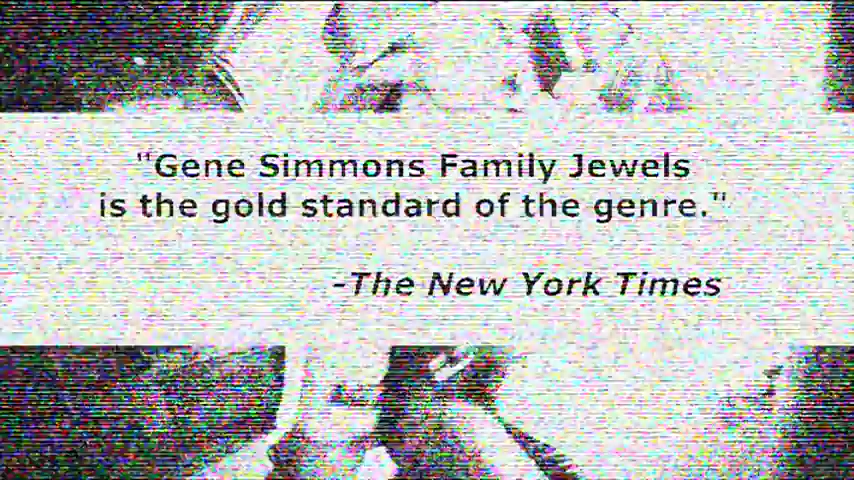 "Gene Simmons Family Jewels
is the gold standard of the genre."
-The New York Times